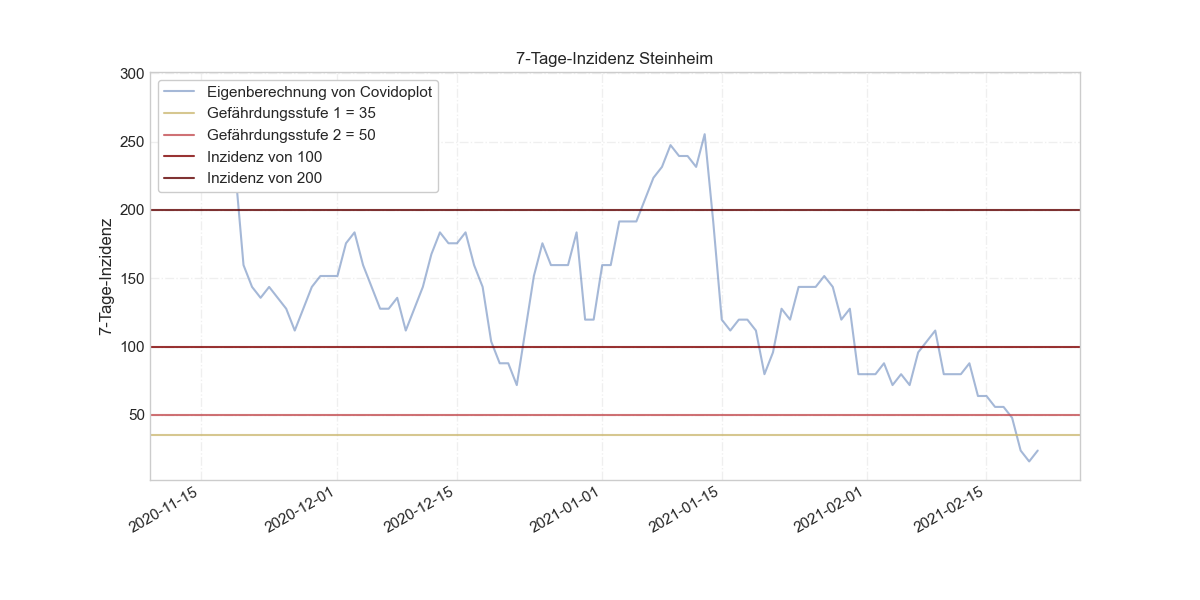 7-Tage-Inzidenz Steinheim
300
250
200
150
100
50
7-Tage-Inzidenz
Eigenberechnung von Covidoplot
Gefährdungsstufe 1 = 35
Gefährdungsstufe 2 = 50
Inzidenz von 100
Inzidenz von 200
2020-11-15
2020-12-01
2020-12-15
2021-01-01
2021-01-15
2021-02-01
2021-02-15